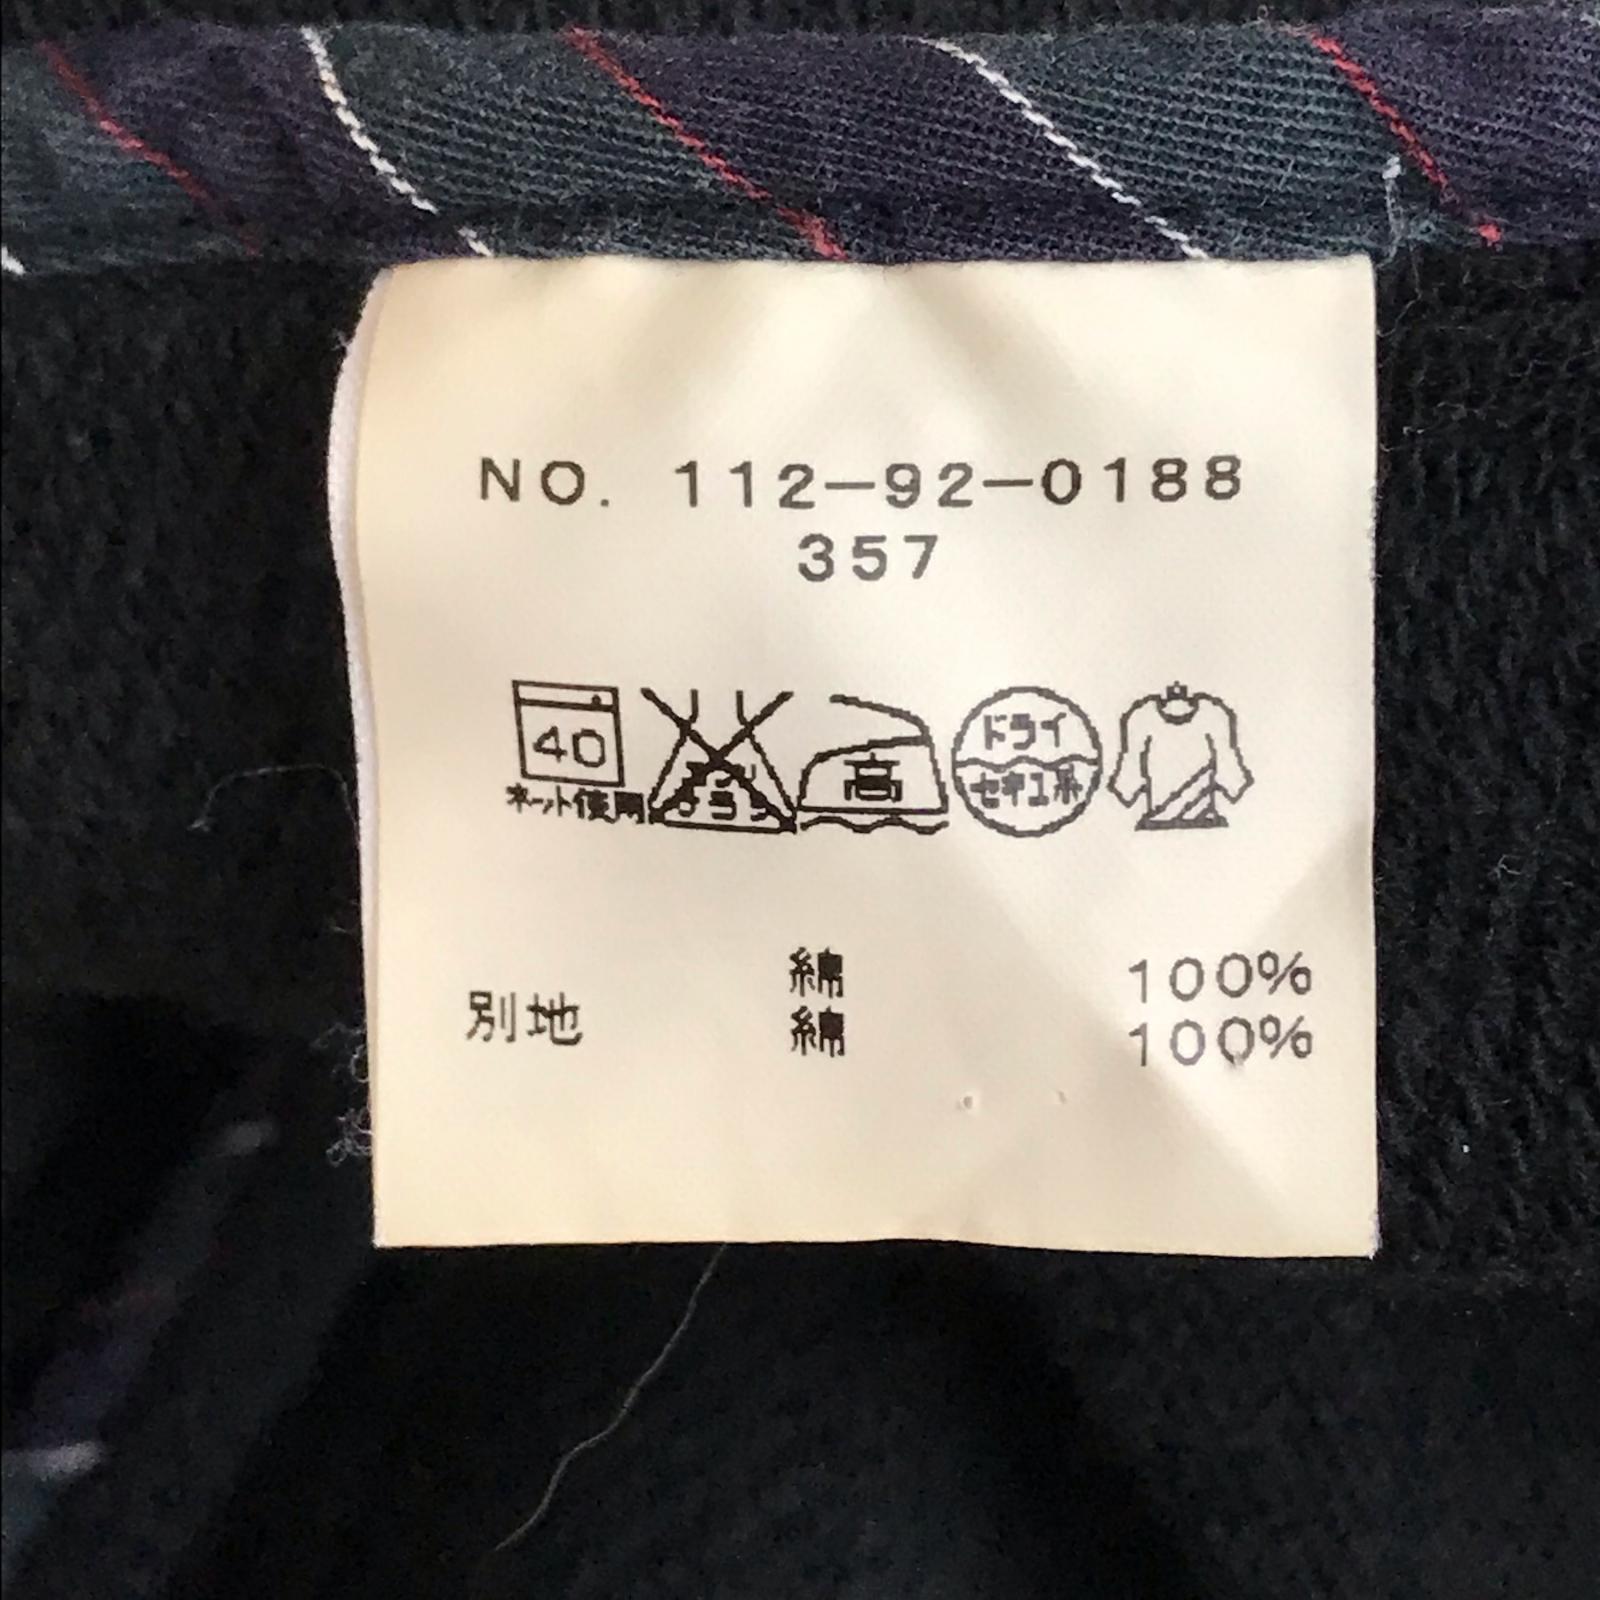 NO. 112-92-0188
357
40
ネット使用
高
ドライ
セキユ系
綿 100%
別地 綿 100%